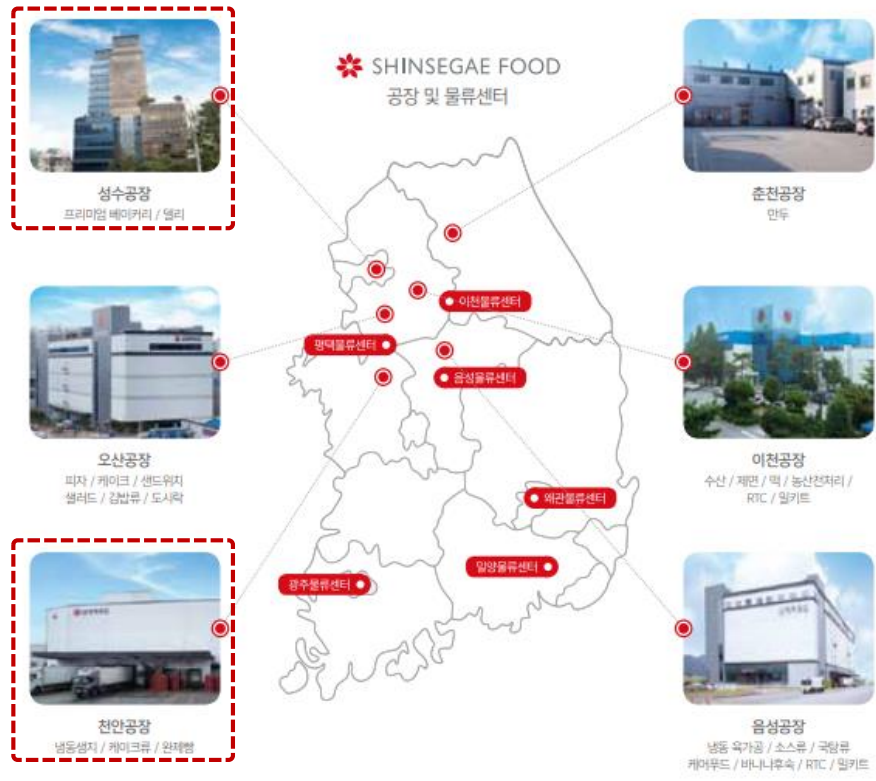 SHINSEGAE FOOD
공장 및 물류센터
성수공장
프리미엄 베이커리 / 델리
춘천공장
만두
이천물류센터
평택물류센터
음성물류센터
오산공장
피자 / 케이크 / 샌드위치
샐러드 / 김밥류 / 도시락
이천공장
수산 / 제면 / 떡 / 농산전처리 /
RTC / 밀키트
왜관물류센터
밀양물류센터
광주물류센터
천안공장
냉동생지 / 케이크류 / 완제빵
음성공장
냉동 육가공 / 소스류 / 국탕류
케어푸드 / 바나나후숙 / RTC / 밀키트